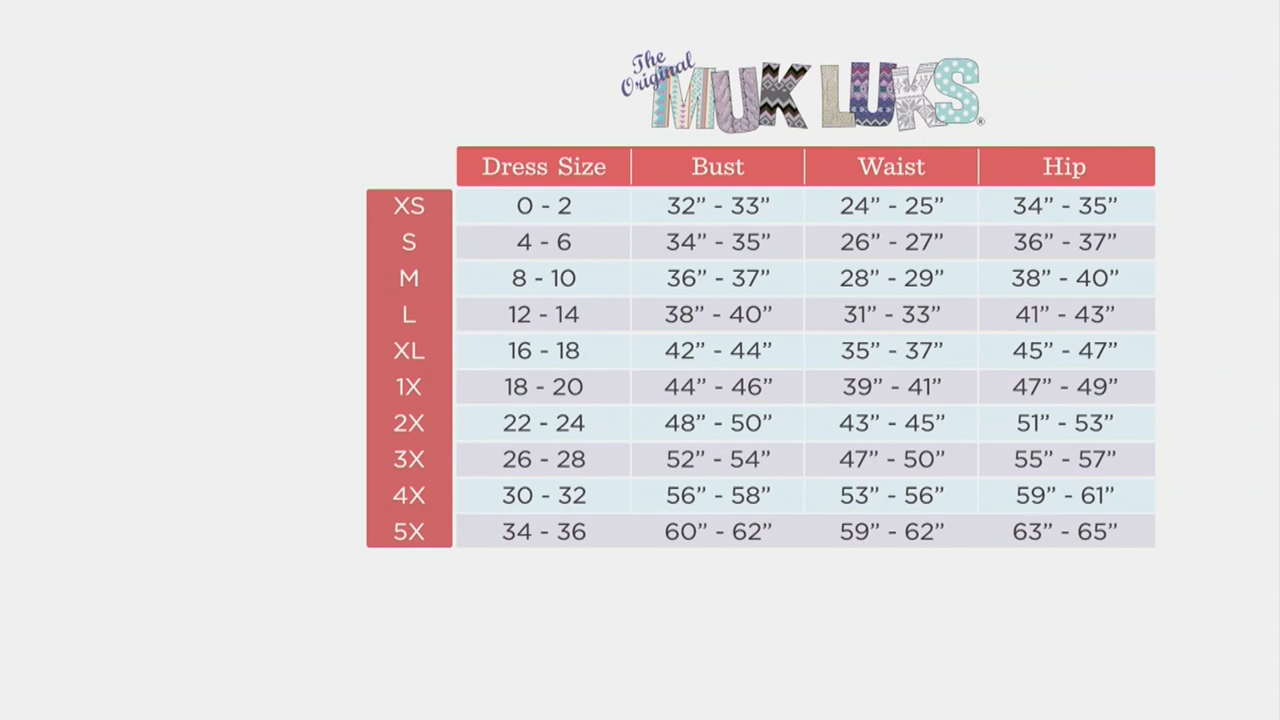 The Original MUK LUKS®
Dress Size Bust Waist Hip
XS 0 - 2 32” - 33” 24” - 25” 34” - 35”
S 4 - 6 34” - 35” 26” - 27” 36” - 37”
M 8 - 10 36” - 37” 28” - 29” 38” - 40”
L 12 - 14 38” - 40” 31” - 33” 41” - 43”
XL 16 - 18 42” - 44” 35” - 37” 45” - 47”
1X 18 - 20 44” - 46” 39” - 41” 47” - 49”
2X 22 - 24 48” - 50” 43” - 45” 51” - 53”
3X 26 - 28 52” - 54” 47” - 50” 55” - 57”
4X 30 - 32 56” - 58” 53” - 56” 59” - 61”
5X 34 - 36 60” - 62” 59” - 62” 63” - 65”